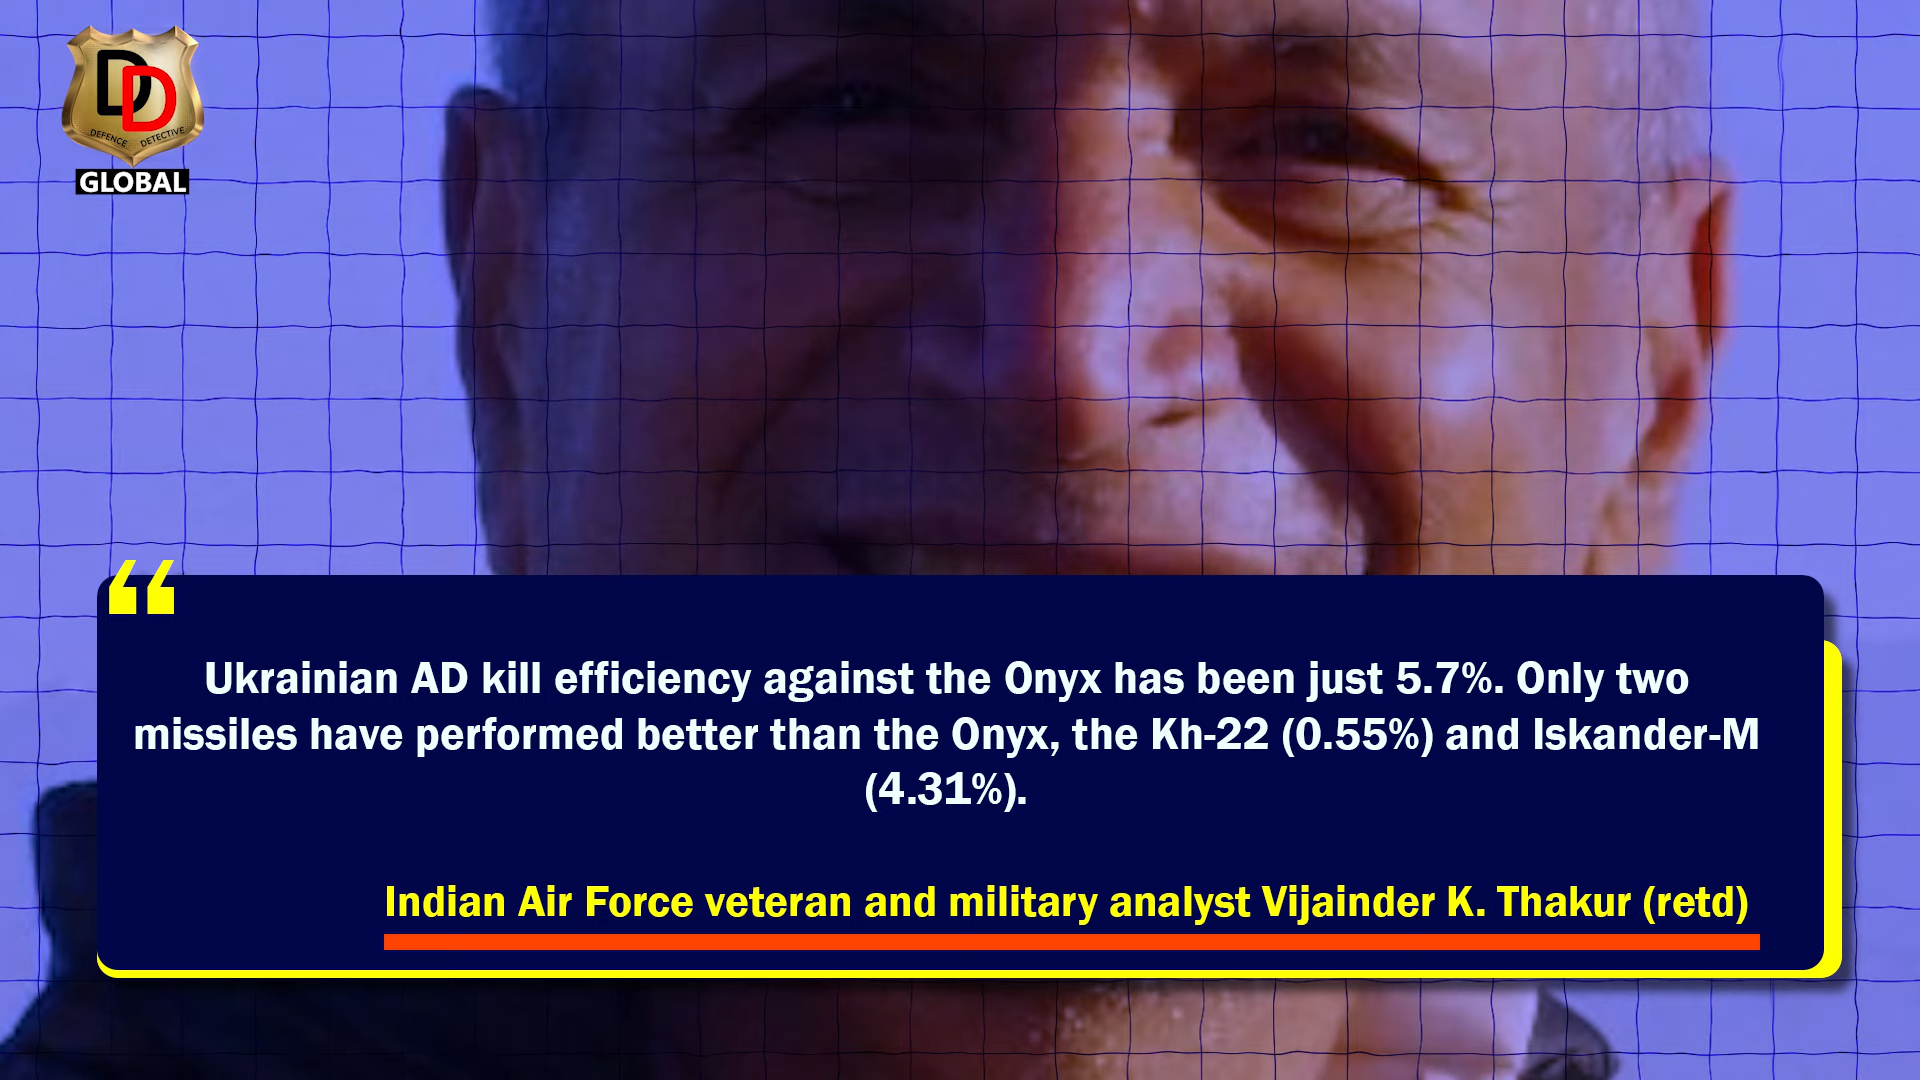 DD
DEFENCE DETECTIVE
GLOBAL
“
Ukrainian AD kill efficiency against the Onyx has been just 5.7%. Only two
missiles have performed better than the Onyx, the Kh-22 (0.55%) and Iskander-M
(4.31%).
Indian Air Force veteran and military analyst Vijainder K. Thakur (retd)